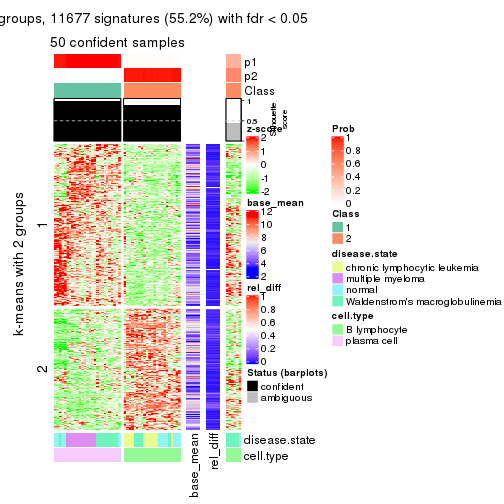 groups, 11677 signatures (55.2%) with fdr < 0.05
50 confident samples
p1
p2
Class
1
0.5
0
Silhouette
score
k-means with 2 groups
1
2
z-score
2
1
0
-1
-2
base_mean
12
10
8
6
4
2
rel_diff
1
0.8
0.6
0.4
0.2
0
Status (barplots)
confident
ambiguous
Prob
1
0.8
0.6
0.4
0.2
0
Class
1
2
disease.state
chronic lymphocytic leukemia
multiple myeloma
normal
Waldenstrom's macroglobulinemia
cell.type
B lymphocyte
plasma cell
disease.state
cell.type
base_mean
rel_diff